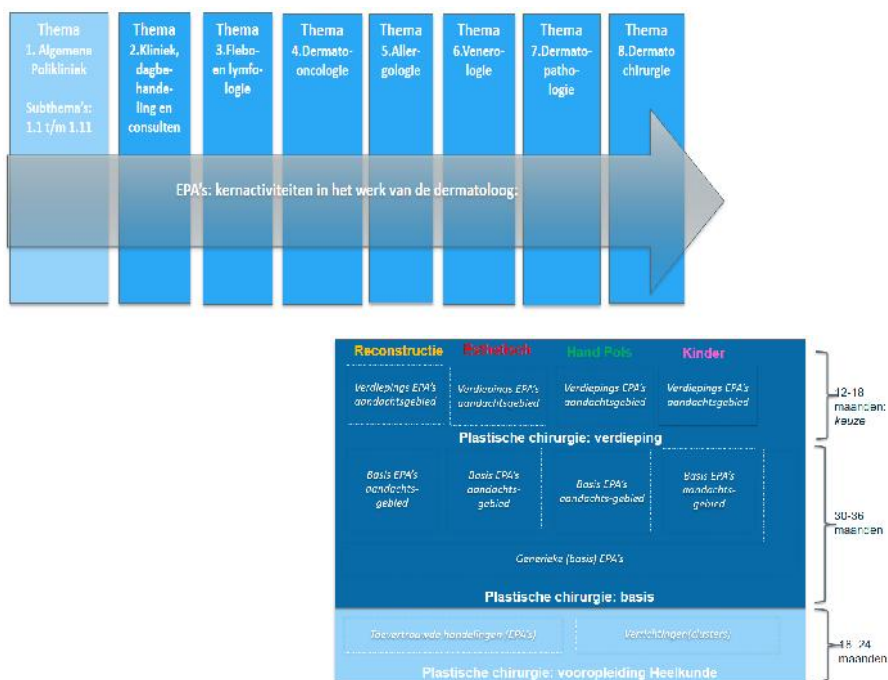 Thema
1. Algemene
Polikliniek
Subthema's:
1.1 t/m 1.11
Thema
2.Kliniek,
dagbe-
hande-
ling en
consulten
Thema
3.Flebo-
en lymfo-
logie
Thema
4.Dermato-
oncologie
Thema
5.Aller-
gologie
Thema
6.Venero-
logie
Thema
7.Dermato-
patho-
logie
Thema
8.Dermato
chirurgie
EPA's: kernactiviteiten in het werk van de dermatoloog:
Reconstructie
Esthetisch
Hand Pols
Kinder
Verdiepings EPA's
aandachtsgebied
Verdiepings EPA's
aandachtsgebied
Verdiepings EPA's
aandachtsgebied
Verdiepings EPA's
aandachtsgebied
12-18
maanden:
keuze
Plastische chirurgie: verdieping
Basis EPA's
aandachts-
gebied
Basis EPA's
aandachts-
gebied
Basis EPA's
aandachtsgebied
Basis EPA's
aandachts-
gebied
30-36
maanden
Generieke (basis) EPA's
Plastische chirurgie: basis
Toevertrouwde handelingen (EPA's)
Verrichtingen(clusters)
18-24
maanden
Plastische chirurgie: vooropleiding Heelkunde